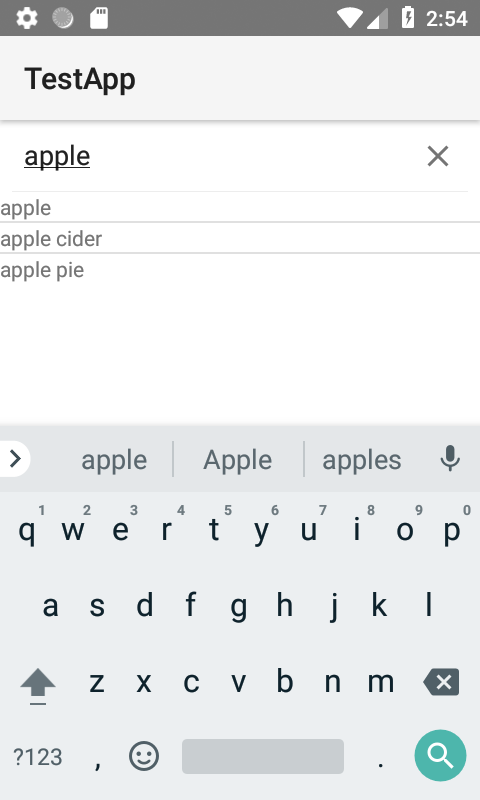 2:54
TestApp
apple
apple
apple cider
apple pie
apple Apple apples
1 2 3 4 5 6 7 8 9 0
q w e r t y u i o p
a s d f g h j k l
z x c v b n m
?123 , .